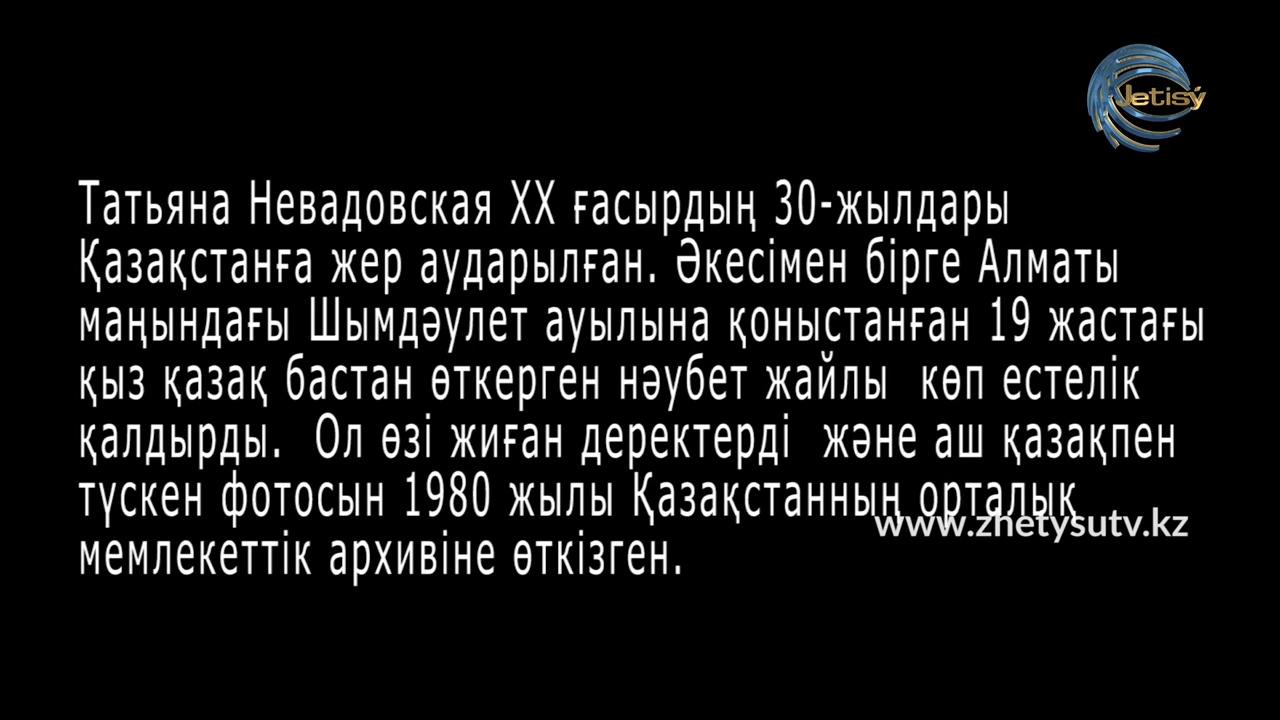 Jetisý
Татьяна Невадовская ХХ ғасырдың 30-жылдары
Қазақстанға жер аударылған. Әкесімен бірге Алматы
маңындағы Шымдәулет ауылына қоныстанған 19 жастағы
қыз қазақ бастан өткерген нәубет жайлы көп естелік
қалдырды. Ол өзі жиған деректерді және аш қазақпен
түскен фотосын 1980 жылы Қазақстанның орталық
www.zhetysutv.kz
мемлекеттік архивіне өткізген.